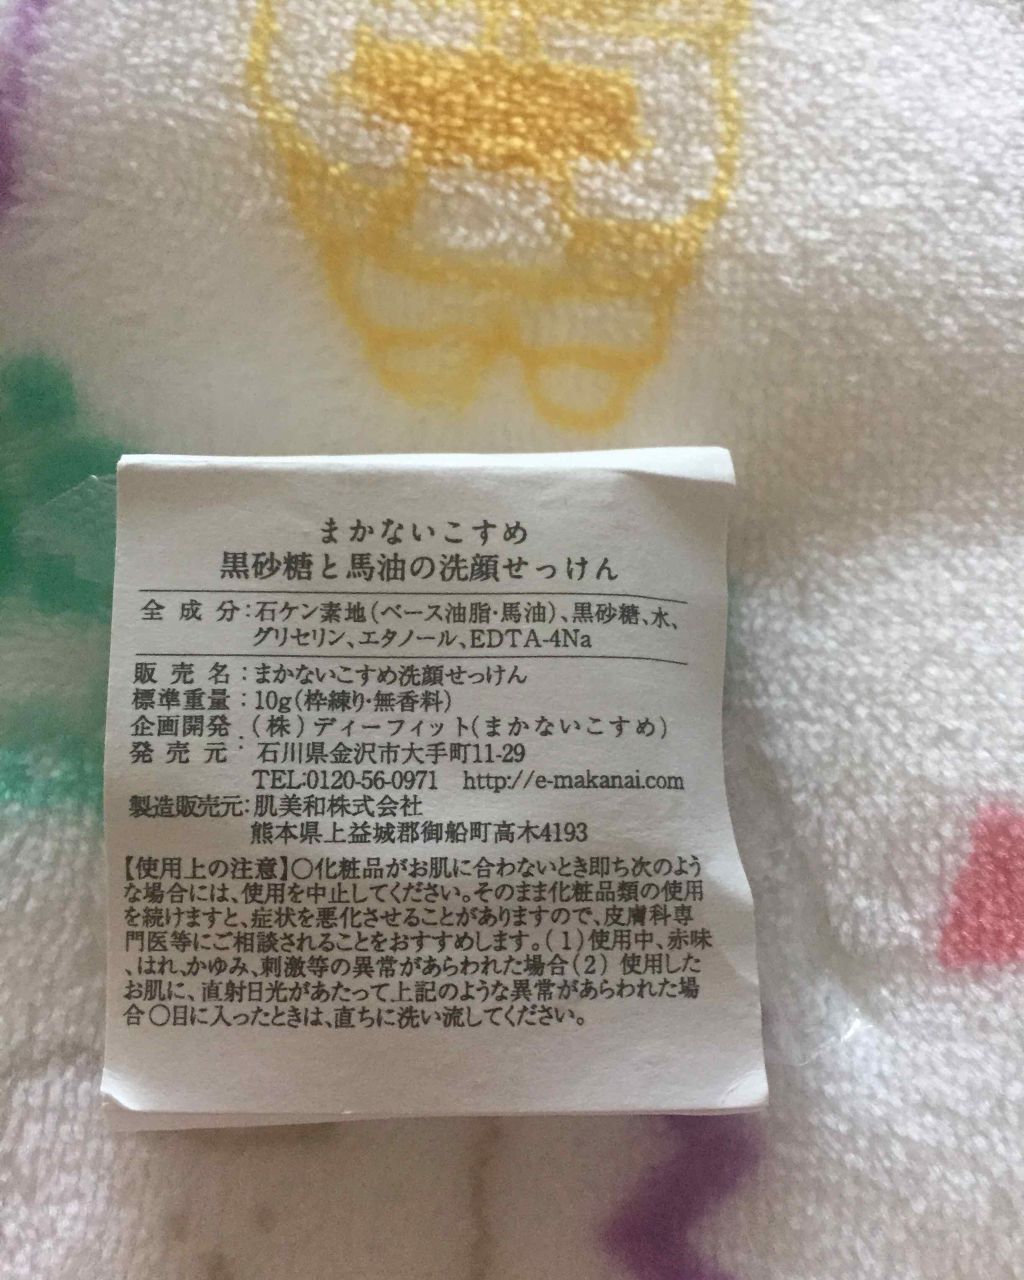 まかないこすめ
黒砂糖と馬油の洗顔せっけん
全成分:石ケン素地(ベース油脂・馬油)、黒砂糖、水、
グリセリン、エタノール、EDTA-4Na
販売名:まかないこすめ洗顔せっけん
標準重量:10g(枠練り・無香料)
企画開発.(株)ディーフィット(まかないこすめ)
発売元:石川県金沢市大手町11-29
TEL:0120-56-0971 http://e-makanai.com
製造販売元:肌美和株式会社
熊本県上益城郡御船町高木4193
【使用上の注意】○化粧品がお肌に合わないとき即ち次のよう
な場合には、使用を中止してください。そのまま化粧品類の使用
を続けますと、症状を悪化させることがありますので、皮膚科専
門医等にご相談されることをおすすめします。(1)使用中、赤味
、はれ、かゆみ、刺激等の異常があらわれた場合(2) 使用した
お肌に、直射日光があたって上記のような異常があらわれた場
合○目に入ったときは、直ちに洗い流してください。